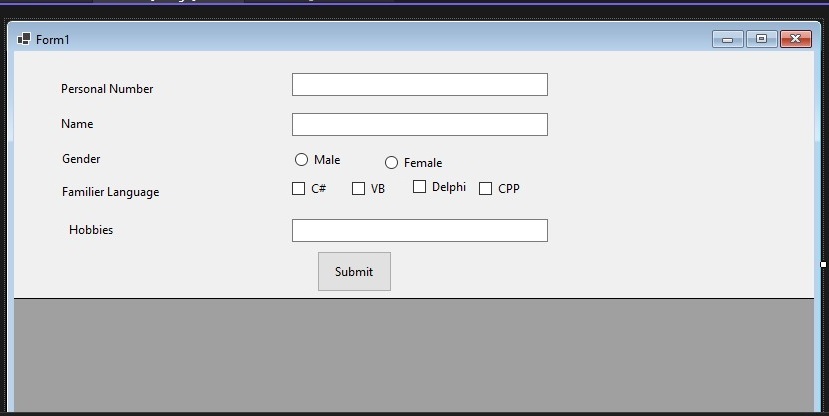 Form1
Personal Number
Name
Gender Male Female
Familier Language C# VB Delphi CPP
Hobbies
Submit